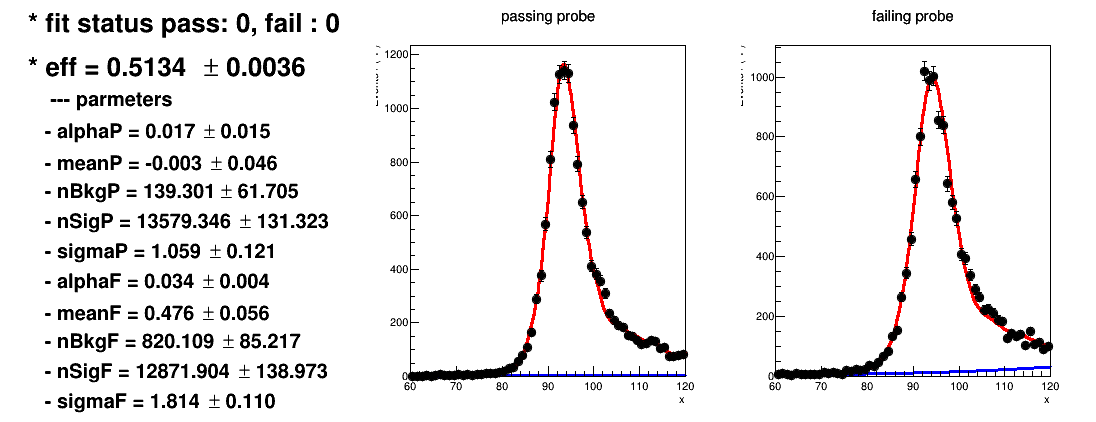 * fit status pass: 0, fail : 0
* eff = 0.5134 ± 0.0036
--- parmeters
- alphaP = 0.017 ± 0.015
- meanP = -0.003 ± 0.046
- nBkgP = 139.301 ± 61.705
- nSigP = 13579.346 ± 131.323
- sigmaP = 1.059 ± 0.121
- alphaF = 0.034 ± 0.004
- meanF = 0.476 ± 0.056
- nBkgF = 820.109 ± 85.217
- nSigF = 12871.904 ± 138.973
- sigmaF = 1.814 ± 0.110
passing probe
1200
1000
800
600
400
200
0
60 70 80 90 100 110 120
x
failing probe
1000
800
600
400
200
0
60 70 80 90 100 110 120
x